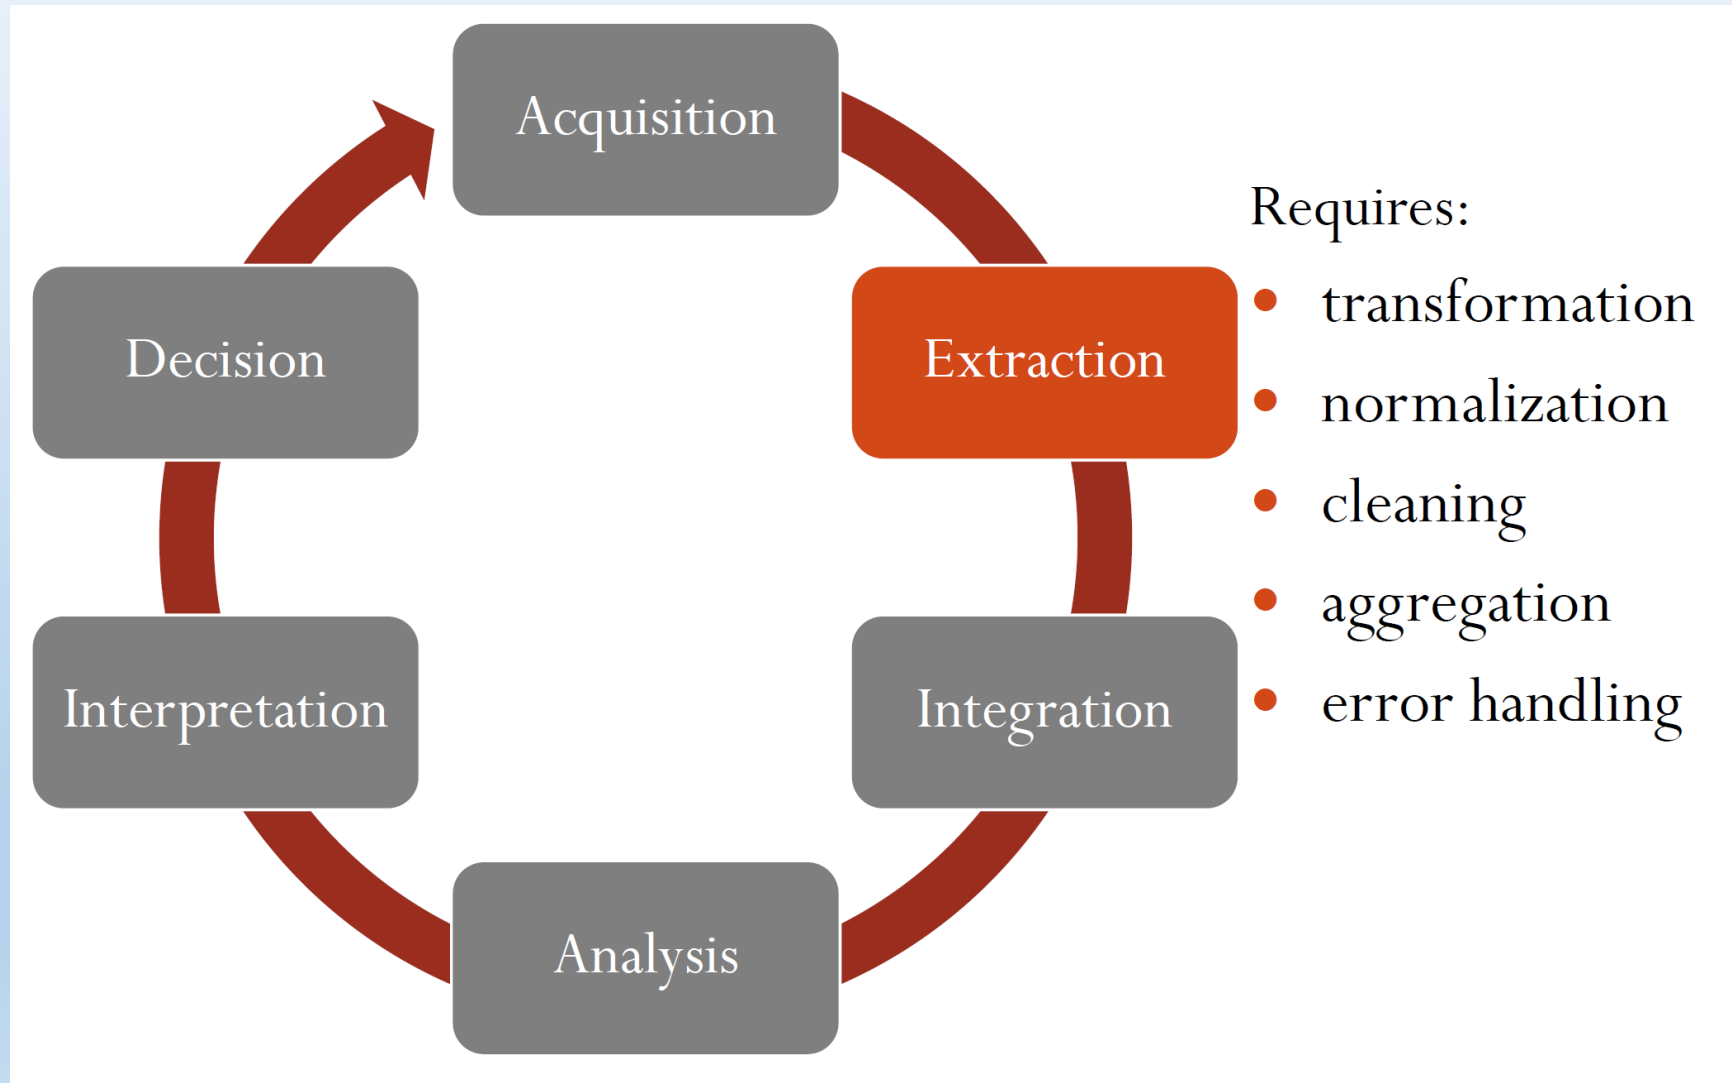 Acquisition
Extraction
Integration
Analysis
Interpretation
Decision
Requires:
• transformation
• normalization
• cleaning
• aggregation
• error handling